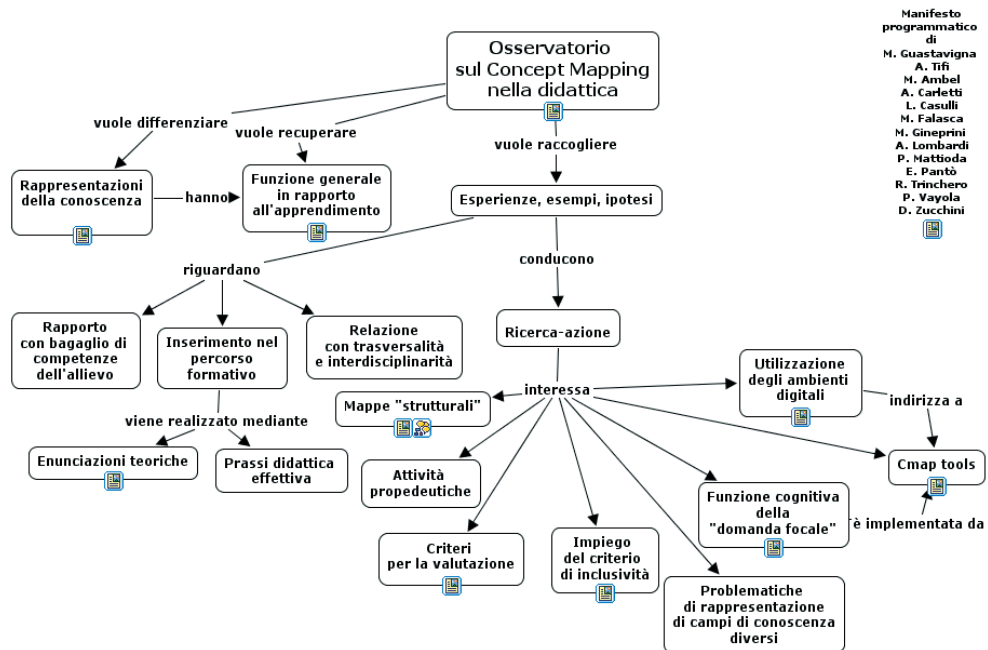 Osservatorio
sul Concept Mapping
nella didattica
Manifesto
programmatico
di
M. Guastavigna
A. Tifi
M. Ambel
A. Carletti
L. Casulli
M. Falasca
M. Gineprini
A. Lombardi
P. Mattioda
E. Pantò
R. Trinchero
P. Vayola
D. Zucchini
vuole differenziare
vuole recuperare
vuole raccogliere
Rappresentazioni
della conoscenza
hanno
Funzione generale
in rapporto
all'apprendimento
Esperienze, esempi, ipotesi
riguardano
conducono
Rapporto
con bagaglio di
competenze
dell'allievo
Inserimento nel
percorso
formativo
Relazione
con trasversalità
e interdisciplinarità
Ricerca-azione
viene realizzato mediante
Enunciazioni teoriche
Prassi didattica
effettiva
interessa
Mappe "strutturali"
Utilizzazione
degli ambienti
digitali
indirizza a
Attività
propedeutiche
Cmap tools
Funzione cognitiva
della
"domanda focale"
è implementata da
Criteri
per la valutazione
Impiego
del criterio
di inclusività
Problematiche
di rappresentazione
di campi di conoscenza
diversi